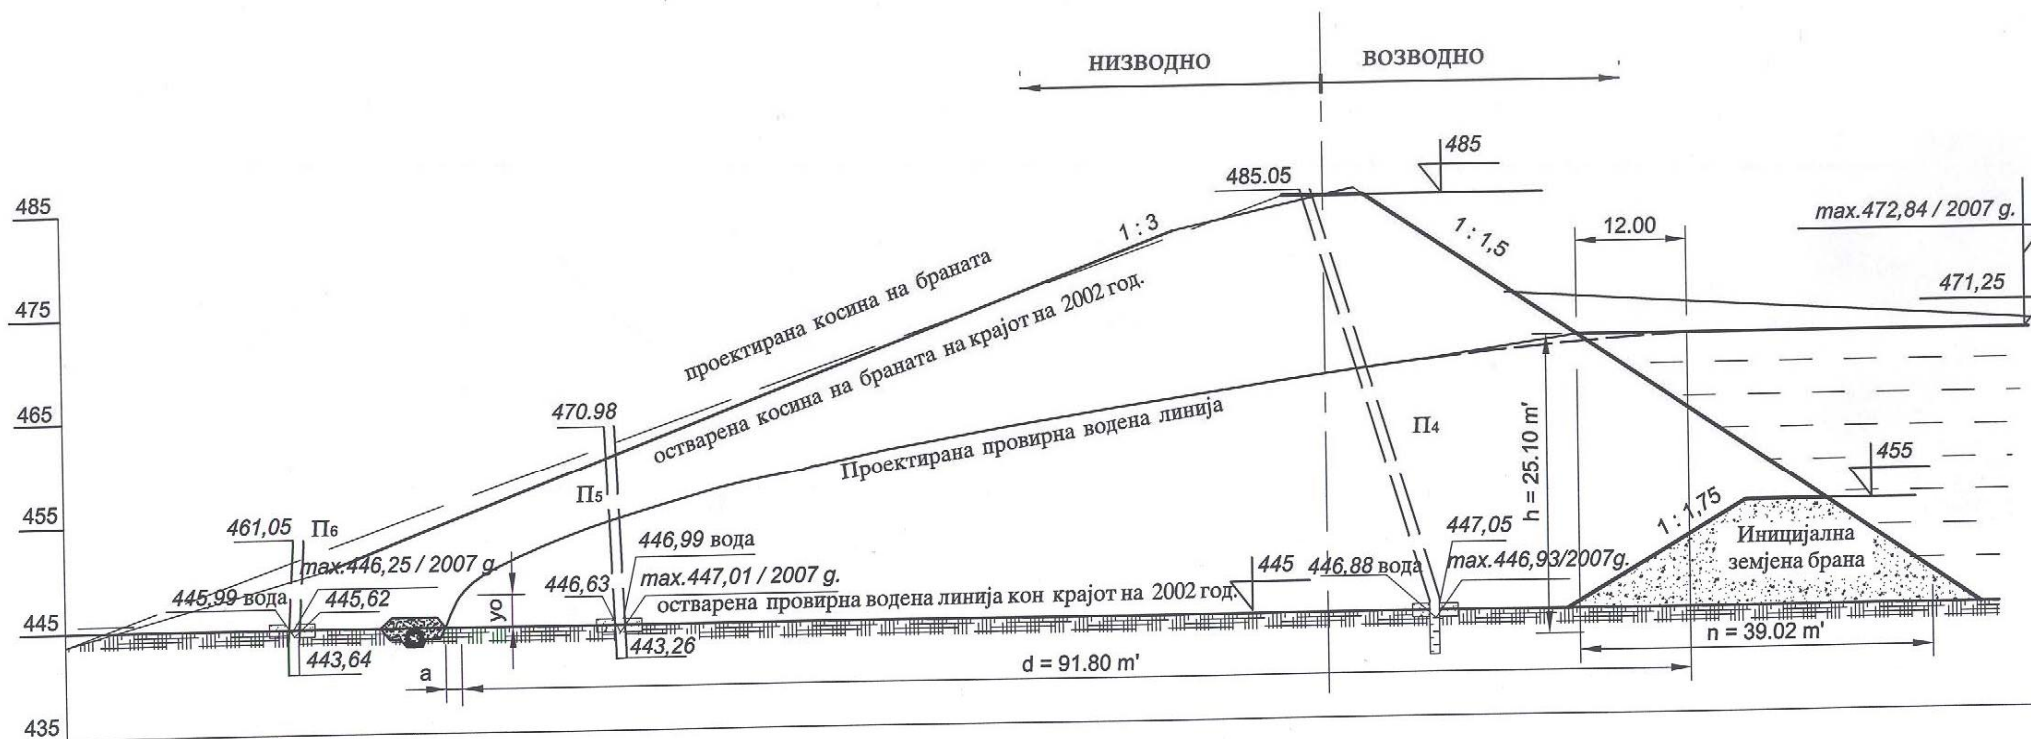 НИЗВОДНО
ВОЗВОДНО
485
485.05
1 : 3
1 : 1,5
12.00
max.472,84 / 2007 g.
471,25
485
475
465
455
445
435
проектирана косина на браната
остварена косина на браната на крајот на 2002 год.
Проектирана провирна водена линија
470.98
П5
П4
461,05
П6
max.446,25 / 2007 g.
445,99 вода
445,62
443,64
446,99 вода
446,63
max.447,01 / 2007 g.
443,26
остварена провирна водена линија кон крајот на 2002 год.
445
446,88 вода
447,05
max.446,93/2007g.
h = 25.10 m'
455
1 : 1,75
Иницијална
земјена брана
yo
a
d = 91.80 m'
n = 39.02 m'